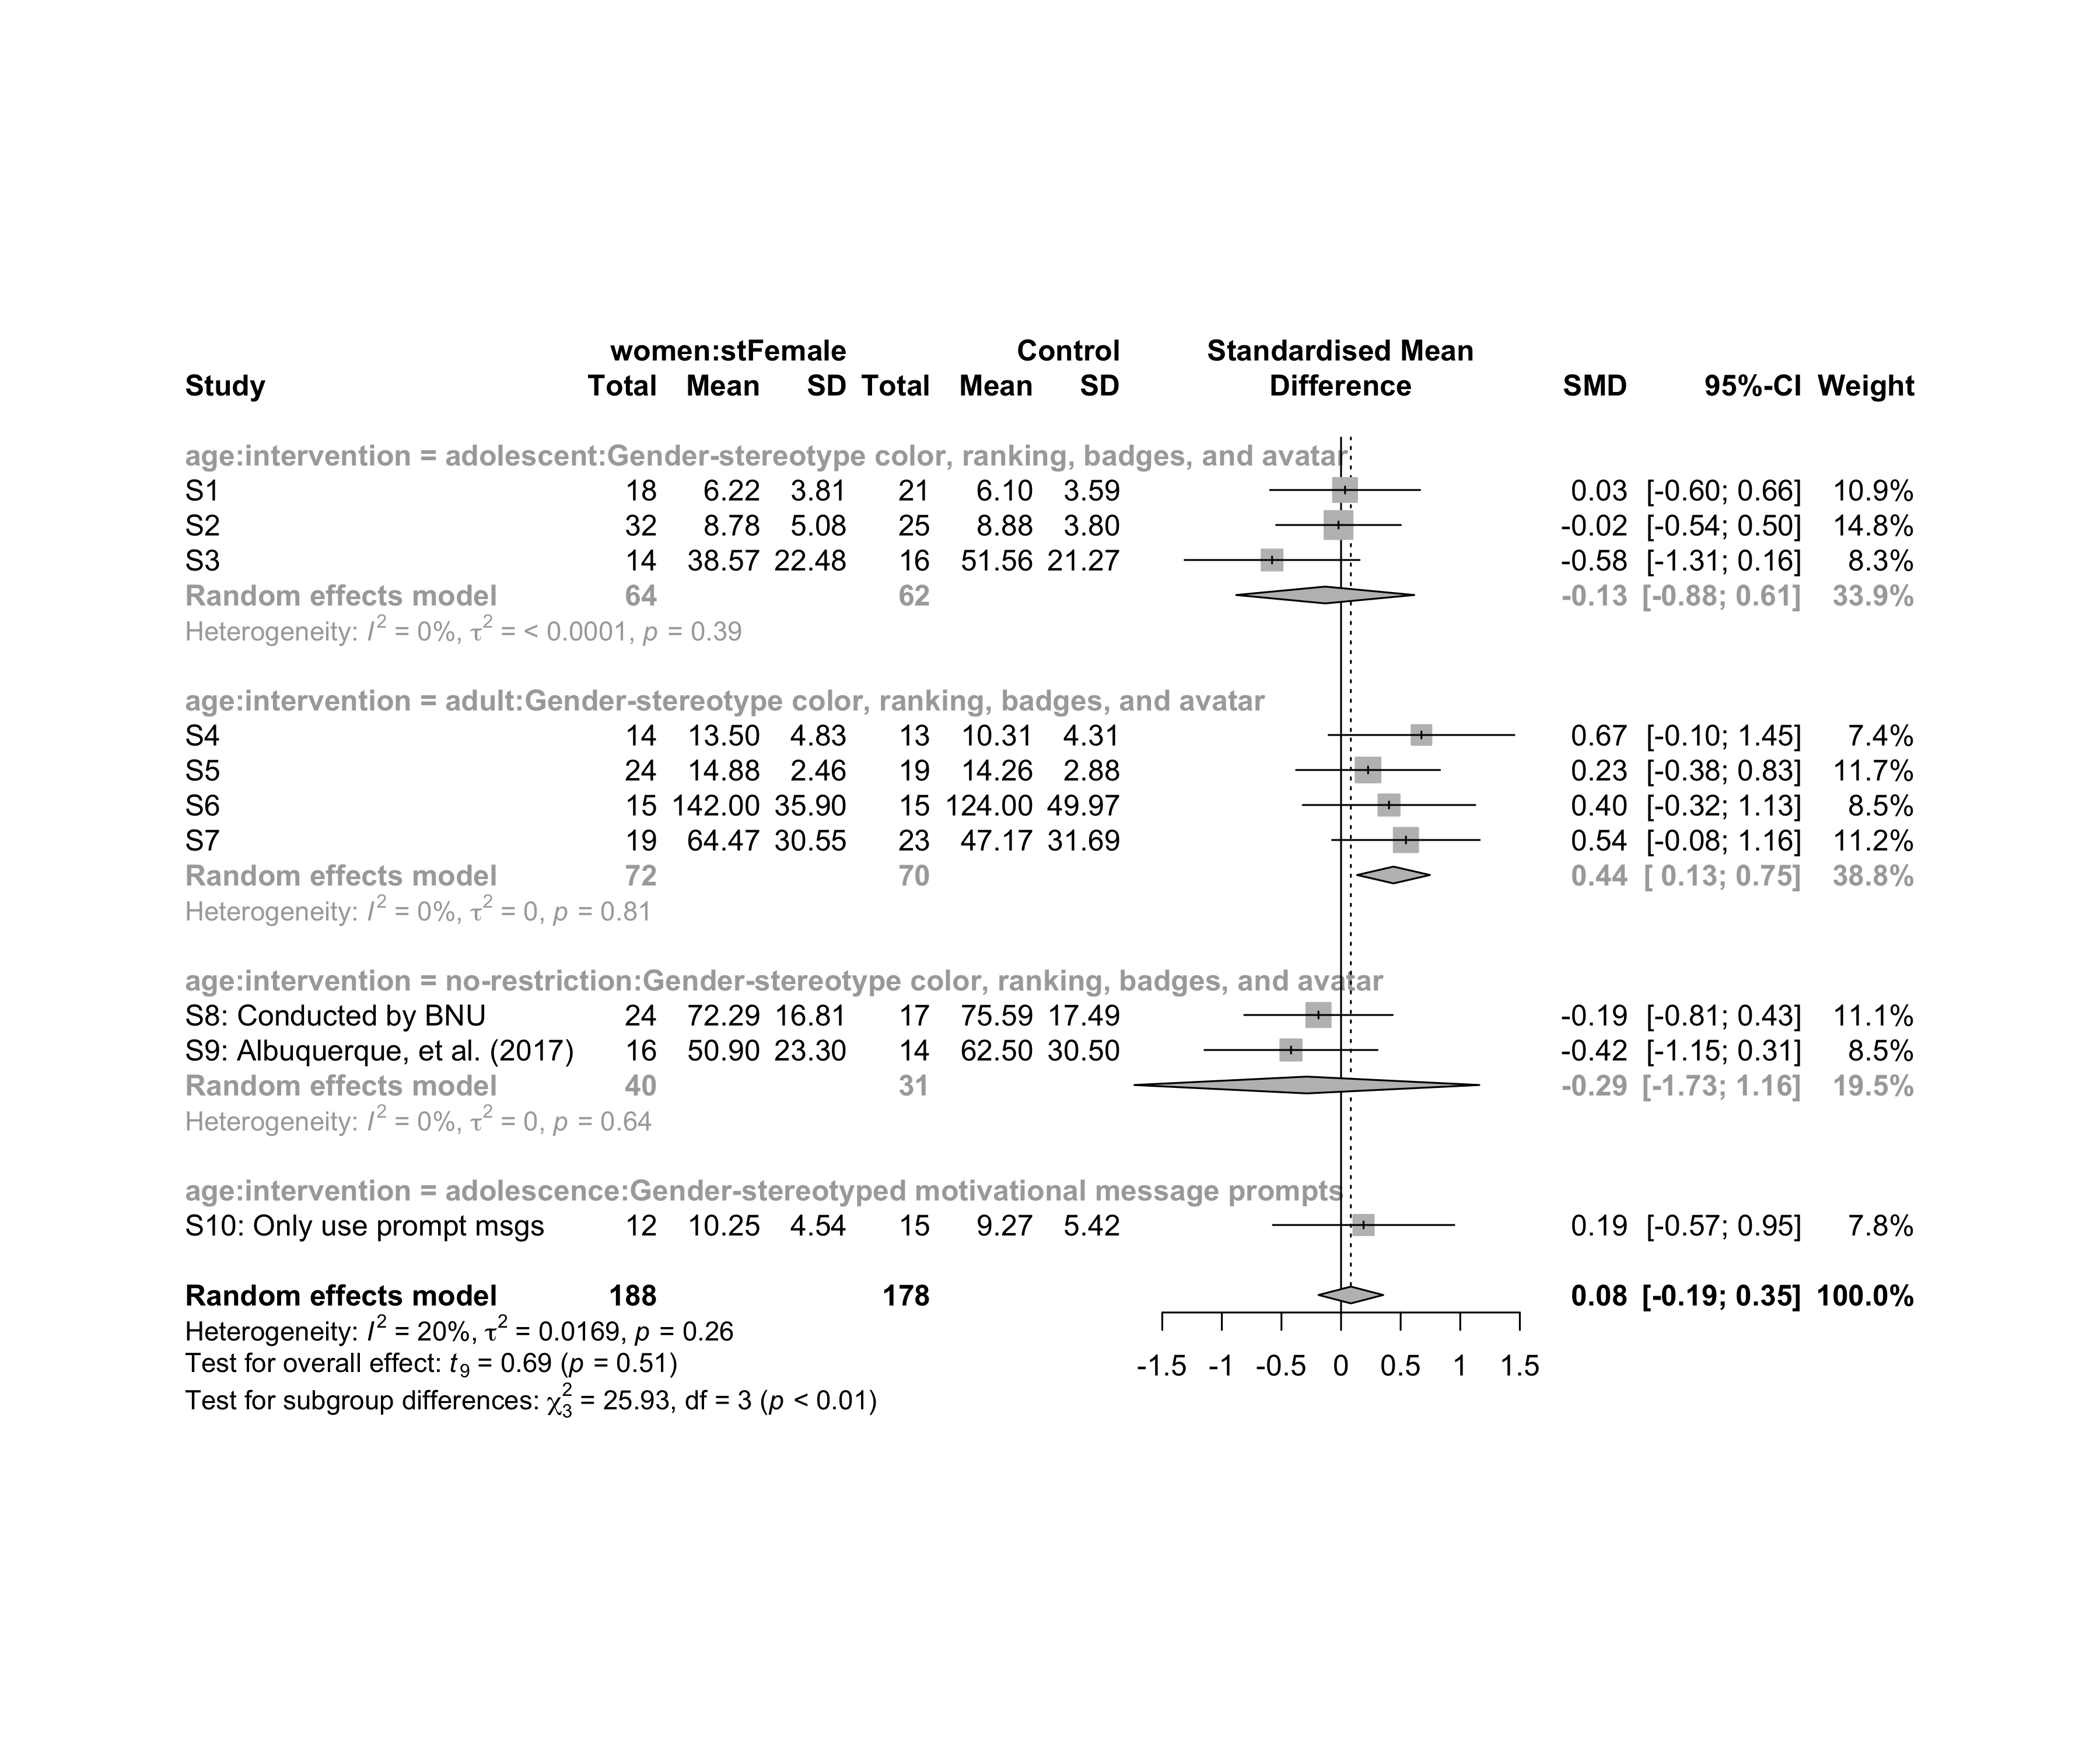 women:stFemale Control Standardised Mean
Study Total Mean SD Total Mean SD Difference SMD 95%-CI Weight
age:intervention = adolescent:Gender-stereotype color, ranking, badges, and avatar
S1 18 6.22 3.81 21 6.10 3.59 0.03 [-0.60; 0.66] 10.9%
S2 32 8.78 5.08 25 8.88 3.80 -0.02 [-0.54; 0.50] 14.8%
S3 14 38.57 22.48 16 51.56 21.27 -0.58 [-1.31; 0.16] 8.3%
Random effects model 64 62 -0.13 [-0.88; 0.61] 33.9%
Heterogeneity: I² = 0%, τ² = < 0.0001, p = 0.39
age:intervention = adult:Gender-stereotype color, ranking, badges, and avatar
S4 14 13.50 4.83 13 10.31 4.31 0.67 [-0.10; 1.45] 7.4%
S5 24 14.88 2.46 19 14.26 2.88 0.23 [-0.38; 0.83] 11.7%
S6 15 142.00 35.90 15 124.00 49.97 0.40 [-0.32; 1.13] 8.5%
S7 19 64.47 30.55 23 47.17 31.69 0.54 [-0.08; 1.16] 11.2%
Random effects model 72 70 0.44 [ 0.13; 0.75] 38.8%
Heterogeneity: I² = 0%, τ² = 0, p = 0.81
age:intervention = no-restriction:Gender-stereotype color, ranking, badges, and avatar
S8: Conducted by BNU 24 72.29 16.81 17 75.59 17.49 -0.19 [-0.81; 0.43] 11.1%
S9: Albuquerque, et al. (2017) 16 50.90 23.30 14 62.50 30.50 -0.42 [-1.15; 0.31] 8.5%
Random effects model 40 31 -0.29 [-1.73; 1.16] 19.5%
Heterogeneity: I² = 0%, τ² = 0, p = 0.64
age:intervention = adolescence:Gender-stereotyped motivational message prompts
S10: Only use prompt msgs 12 10.25 4.54 15 9.27 5.42 0.19 [-0.57; 0.95] 7.8%
Random effects model 188 178 0.08 [-0.19; 0.35] 100.0%
Heterogeneity: I² = 20%, τ² = 0.0169, p = 0.26
Test for overall effect: t₉ = 0.69 (p = 0.51)
-1.5 -1 -0.5 0 0.5 1 1.5
Test for subgroup differences: χ²₃ = 25.93, df = 3 (p < 0.01)